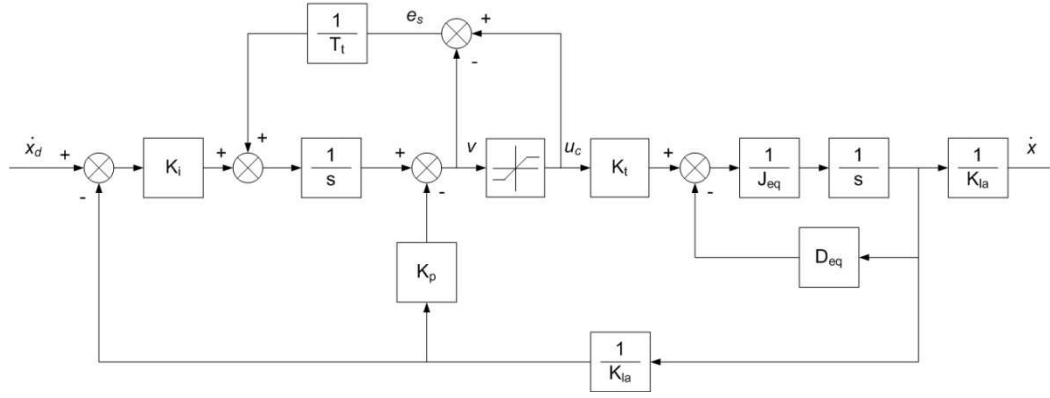 1
T_t
e_s
+
-
ẋ_d
+
-
K_i
+
+
1
s
+
-
v
u_c
K_t
+
-
1
J_eq
1
s
1
K_la
ẋ
K_p
D_eq
1
K_la